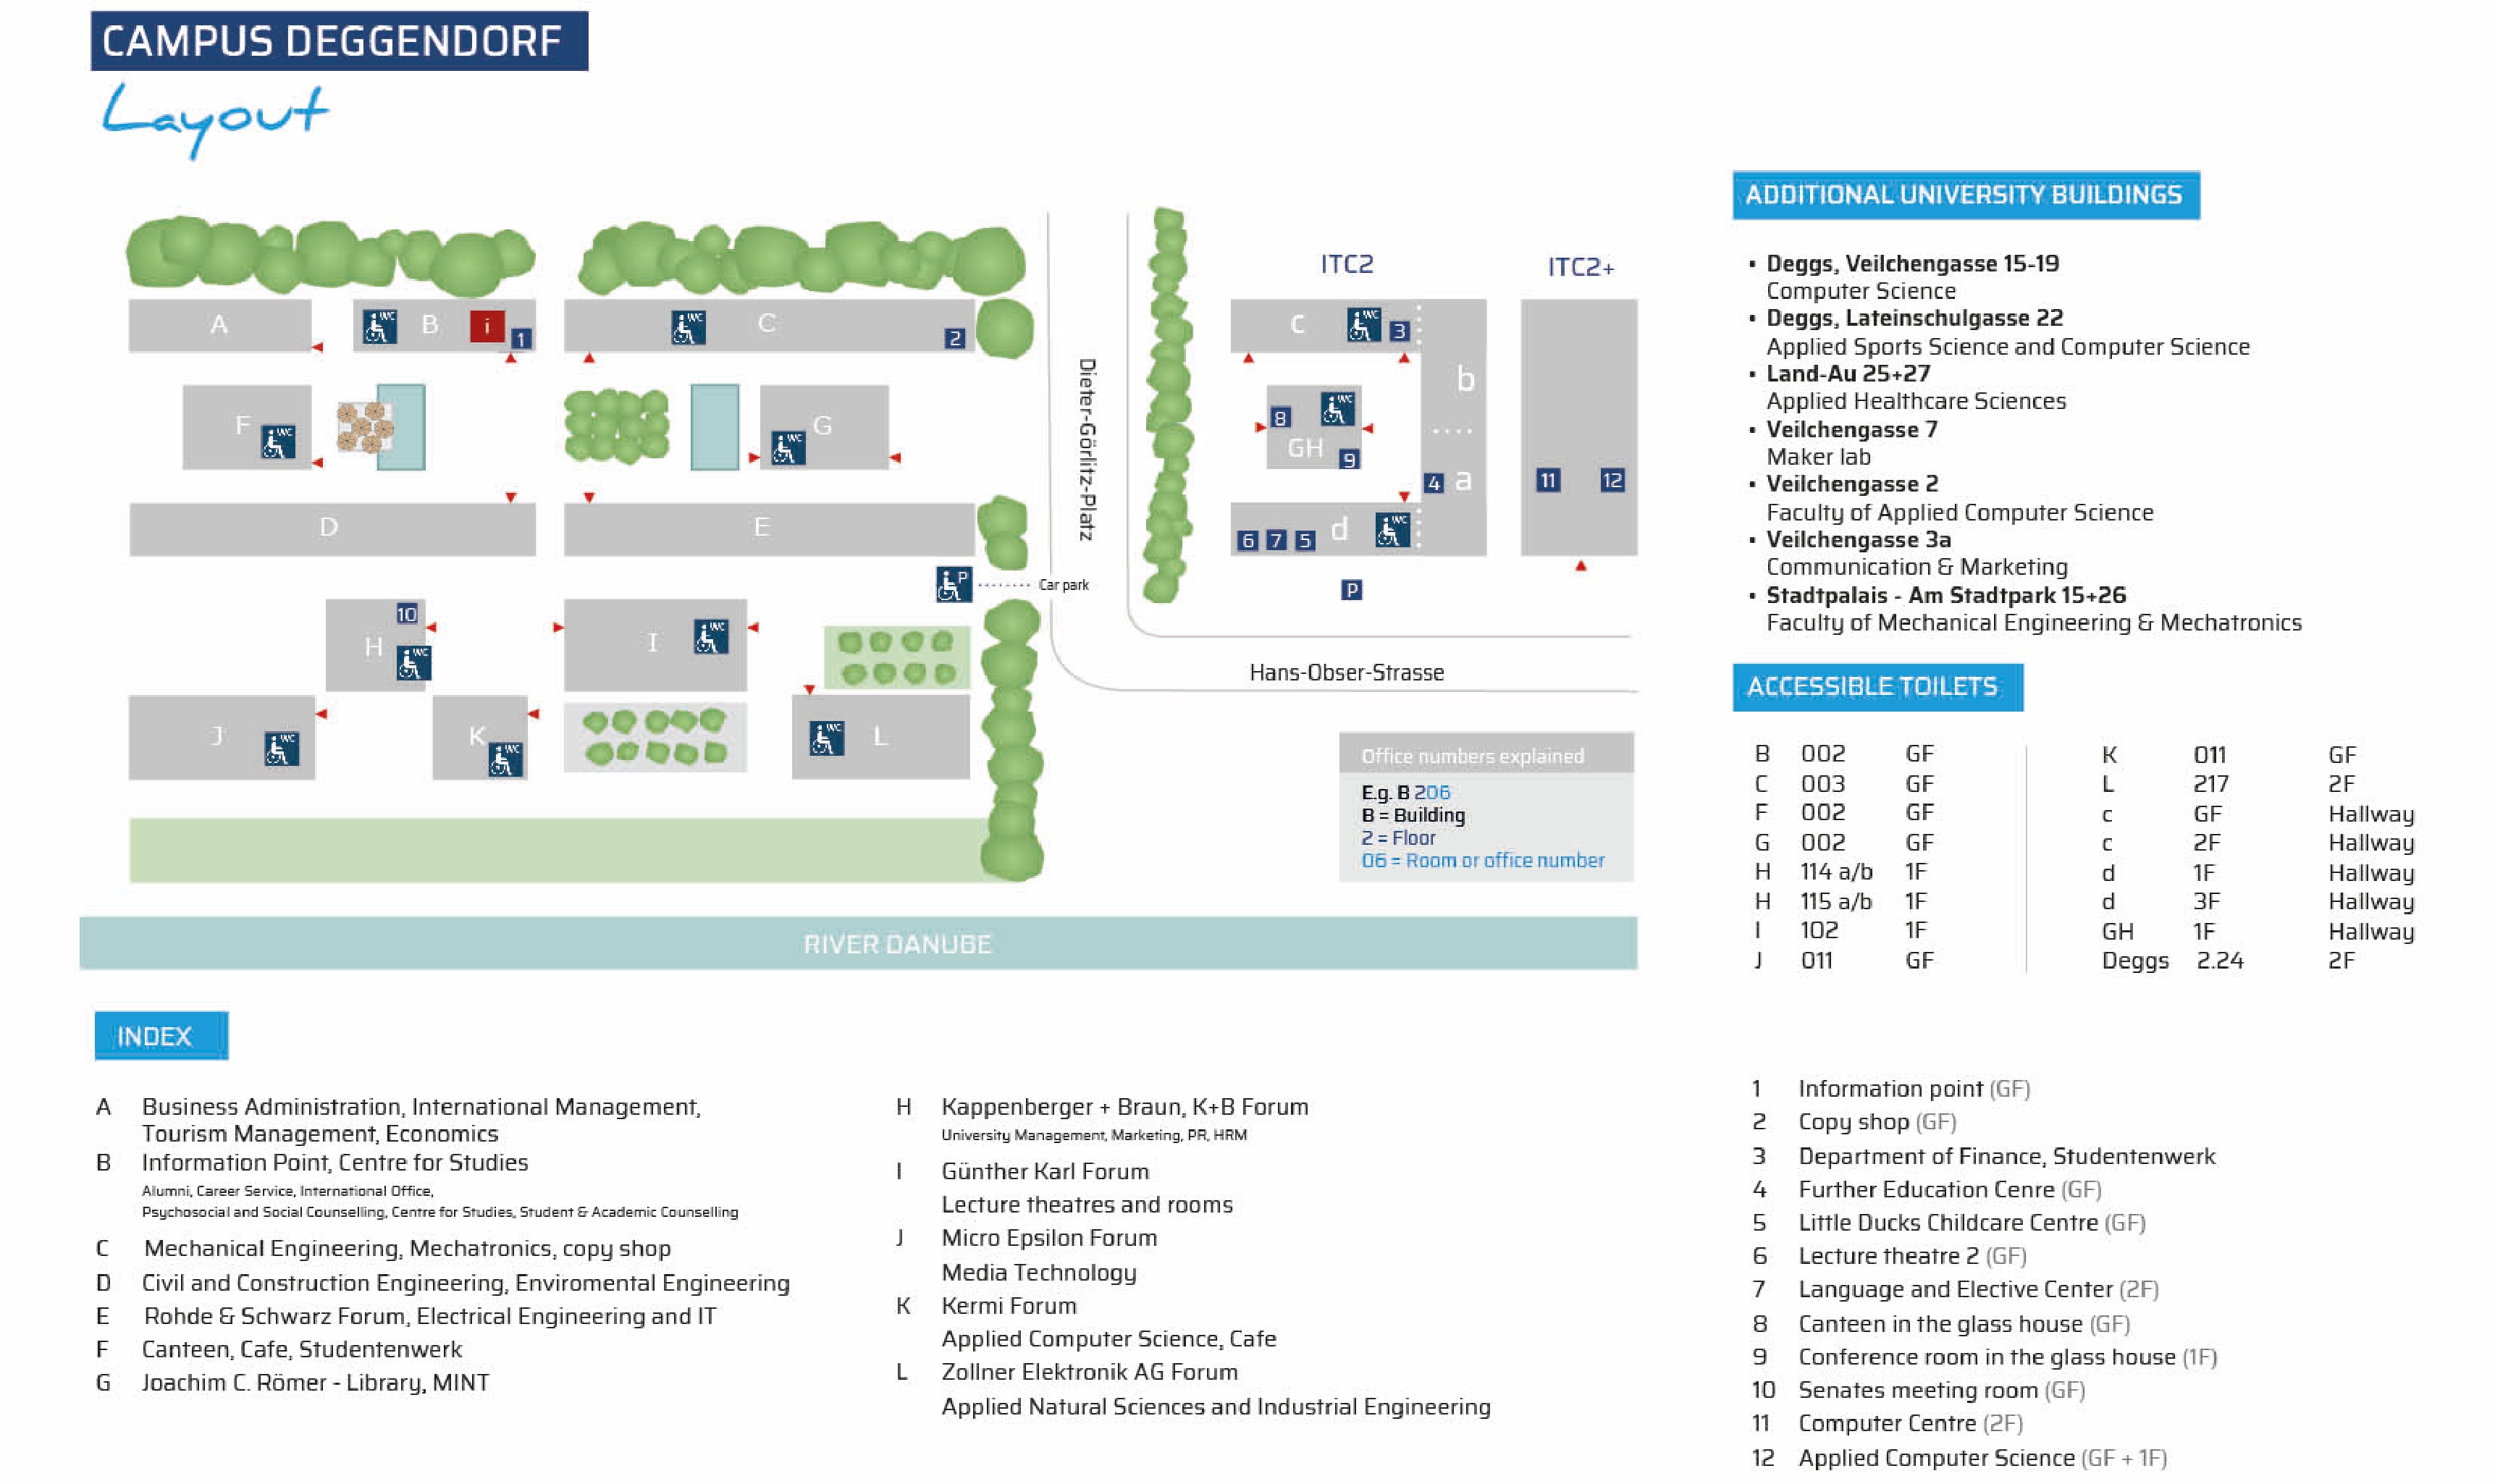 CAMPUS DEGGENDORF
Layout
ADDITIONAL UNIVERSITY BUILDINGS
• Deggs, Veilchengasse 15-19
Computer Science
• Deggs, Lateinschulgasse 22
Applied Sports Science and Computer Science
• Land-Au 25+27
Applied Healthcare Sciences
• Veilchengasse 7
Maker lab
• Veilchengasse 2
Faculty of Applied Computer Science
• Veilchengasse 3a
Communication & Marketing
• Stadtpalais - Am Stadtpark 15+26
Faculty of Mechanical Engineering & Mechatronics
ITC2
ITC2+
A
WC
B
i
1
WC
C
2
c
WC
3
b
F
WC
WC
G
Dieter-Görlitz-Platz
8
WC
GH
9
4
a
11
12
D
E
6
7
5
d
WC
P
Car park
P
10
H
WC
I
WC
Hans-Obser-Strasse
J
WC
K
WC
WC
L
Office numbers explained
E.g. B 206
B = Building
2 = Floor
06 = Room or office number
RIVER DANUBE
ACCESSIBLE TOILETS
B 002 GF
C 003 GF
F 002 GF
G 002 GF
H 114 a/b 1F
H 115 a/b 1F
I 102 1F
J 011 GF
K 011 GF
L 217 2F
c GF Hallway
c 2F Hallway
d 1F Hallway
d 3F Hallway
GH 1F Hallway
Deggs 2.24 2F
INDEX
A Business Administration, International Management,
Tourism Management, Economics
B Information Point, Centre for Studies
Alumni, Career Service, International Office,
Psychosocial and Social Counselling, Centre for Studies, Student & Academic Counselling
C Mechanical Engineering, Mechatronics, copy shop
D Civil and Construction Engineering, Enviromental Engineering
E Rohde & Schwarz Forum, Electrical Engineering and IT
F Canteen, Cafe, Studentenwerk
G Joachim C. Römer - Library, MINT
H Kappenberger + Braun, K+B Forum
University Management, Marketing, PR, HRM
I Günther Karl Forum
Lecture theatres and rooms
J Micro Epsilon Forum
Media Technology
K Kermi Forum
Applied Computer Science, Cafe
L Zollner Elektronik AG Forum
Applied Natural Sciences and Industrial Engineering
1 Information point (GF)
2 Copy shop (GF)
3 Department of Finance, Studentenwerk
4 Further Education Cenre (GF)
5 Little Ducks Childcare Centre (GF)
6 Lecture theatre 2 (GF)
7 Language and Elective Center (2F)
8 Canteen in the glass house (GF)
9 Conference room in the glass house (1F)
10 Senates meeting room (GF)
11 Computer Centre (2F)
12 Applied Computer Science (GF + 1F)